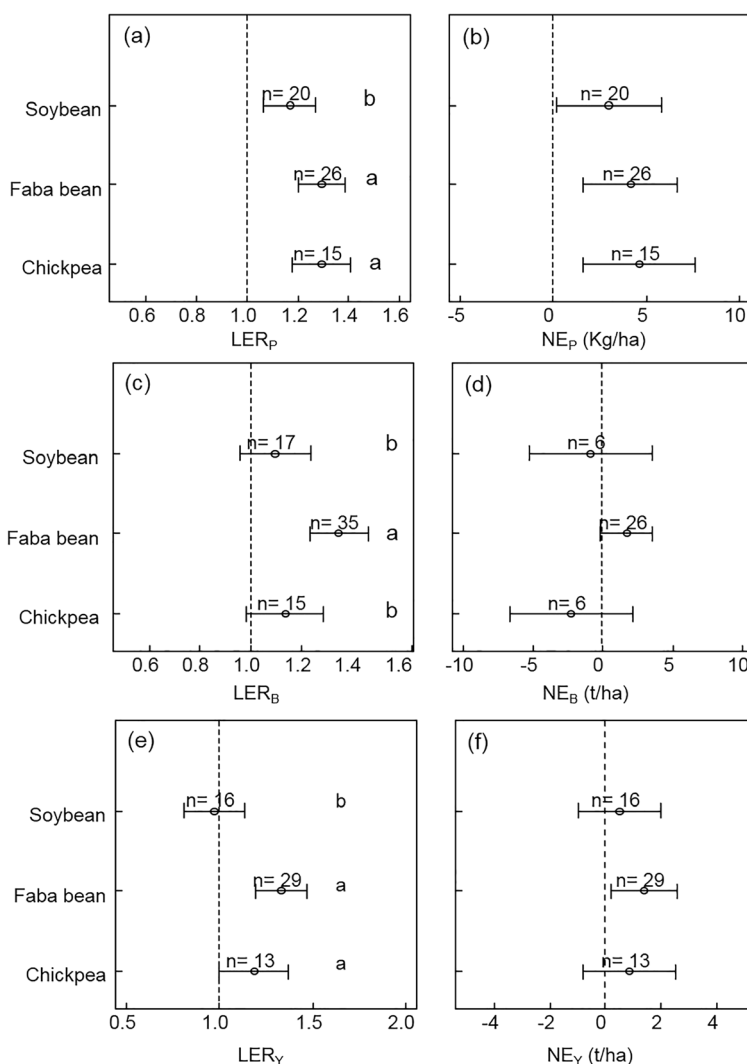 (a)
(b)
Soybean
n= 20
b
n= 20
Faba bean
n= 26
a
n= 26
Chickpea
n= 15
a
n= 15
0.6 0.8 1.0 1.2 1.4 1.6
-5 0 5 10
LERP
NEP (Kg/ha)
(c)
(d)
Soybean
n= 17
b
n= 6
Faba bean
n= 35
a
n= 26
Chickpea
n= 15
b
n= 6
0.6 0.8 1.0 1.2 1.4 1.6
-10 -5 0 5 10
LERB
NEB (t/ha)
(e)
(f)
Soybean
n= 16
b
n= 16
Faba bean
n= 29
a
n= 29
Chickpea
n= 13
a
n= 13
0.5 1.0 1.5 2.0
-4 -2 0 2 4
LERY
NEY (t/ha)